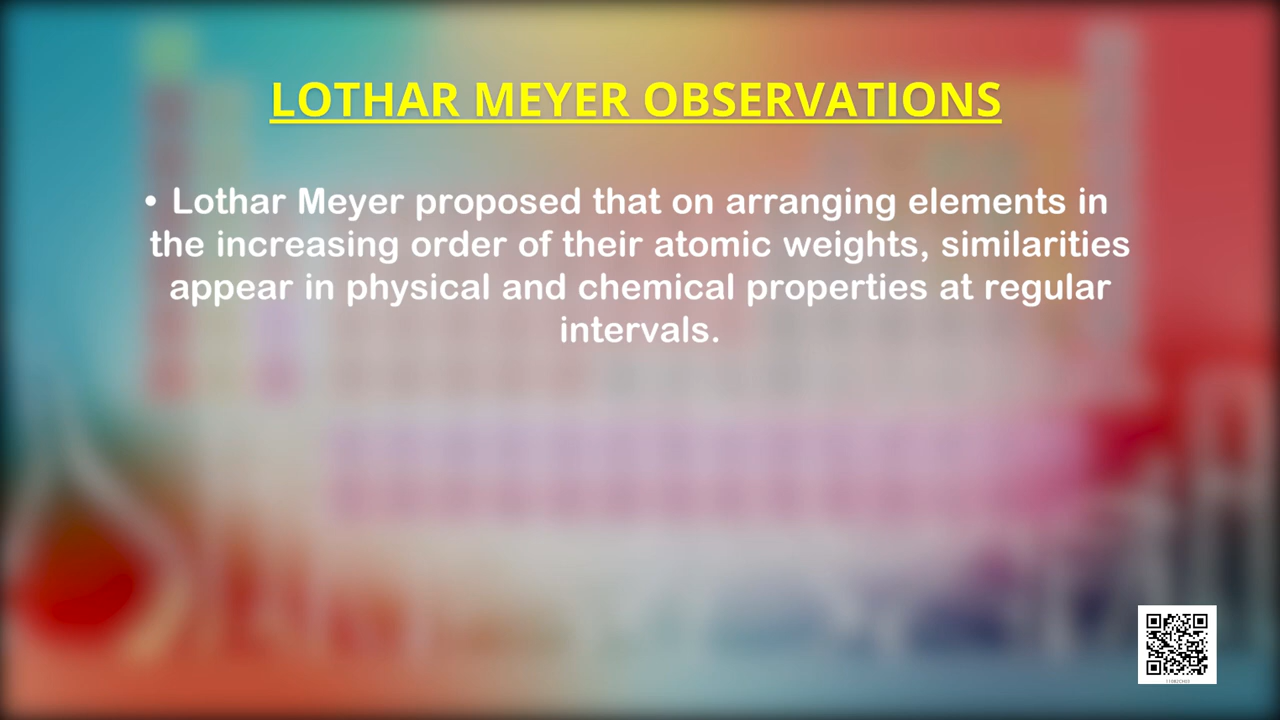 LOTHAR MEYER OBSERVATIONS
• Lothar Meyer proposed that on arranging elements in
the increasing order of their atomic weights, similarities
appear in physical and chemical properties at regular
intervals.